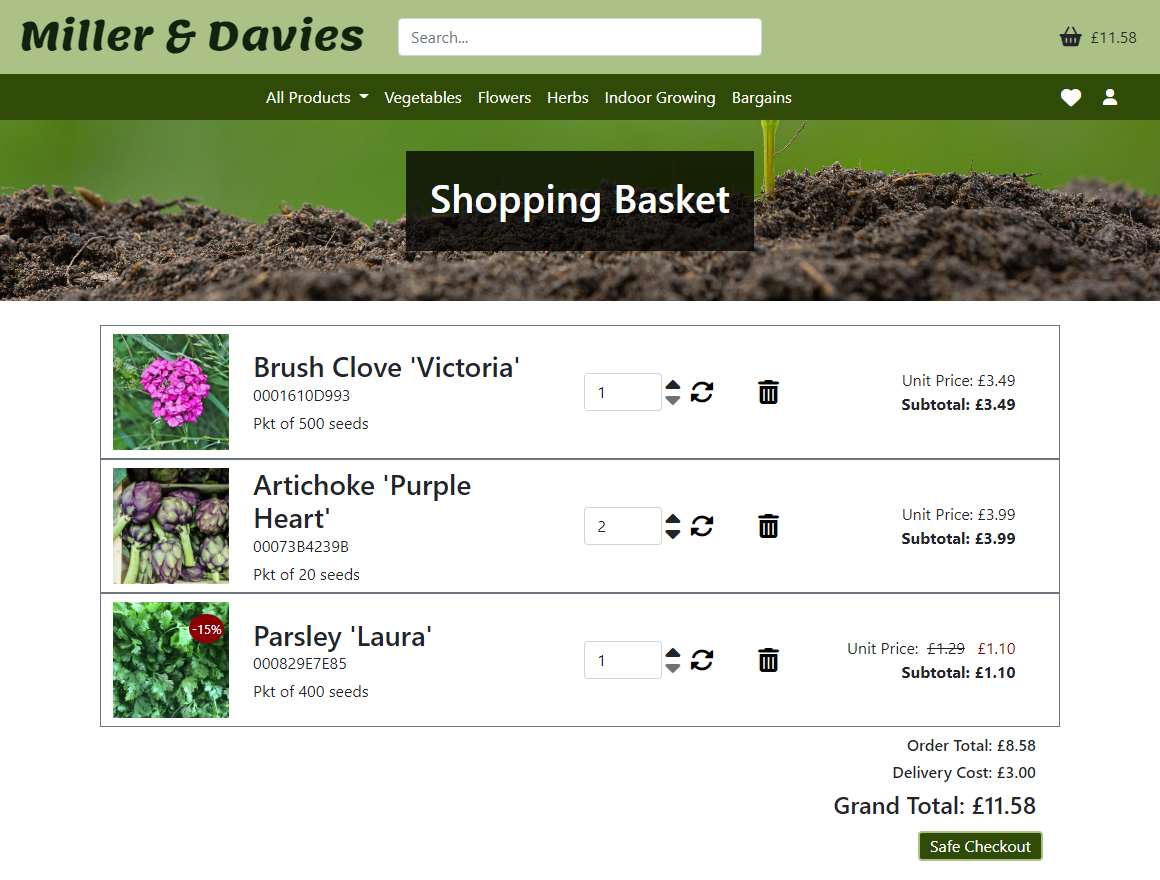 Miller & Davies
Search...
£11.58
All Products Vegetables Flowers Herbs Indoor Growing Bargains
Shopping Basket
Brush Clove 'Victoria'
0001610D993
Pkt of 500 seeds
1
Unit Price: £3.49
Subtotal: £3.49
Artichoke 'Purple
Heart'
00073B4239B
Pkt of 20 seeds
2
Unit Price: £3.99
Subtotal: £3.99
-15%
Parsley 'Laura'
000829E7E85
Pkt of 400 seeds
1
Unit Price: £1.29 £1.10
Subtotal: £1.10
Order Total: £8.58
Delivery Cost: £3.00
Grand Total: £11.58
Safe Checkout